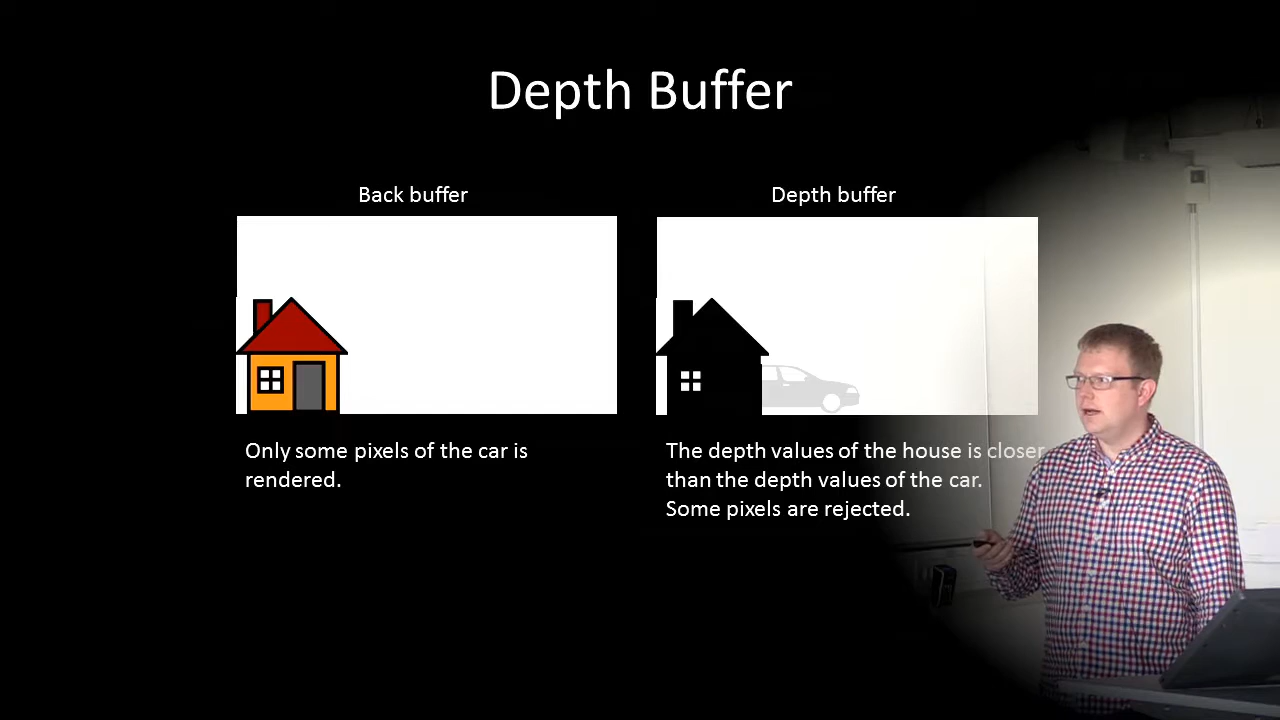 Depth Buffer
Back buffer
Depth buffer
Only some pixels of the car is
rendered.
The depth values of the house is closer
than the depth values of the car.
Some pixels are rejected.